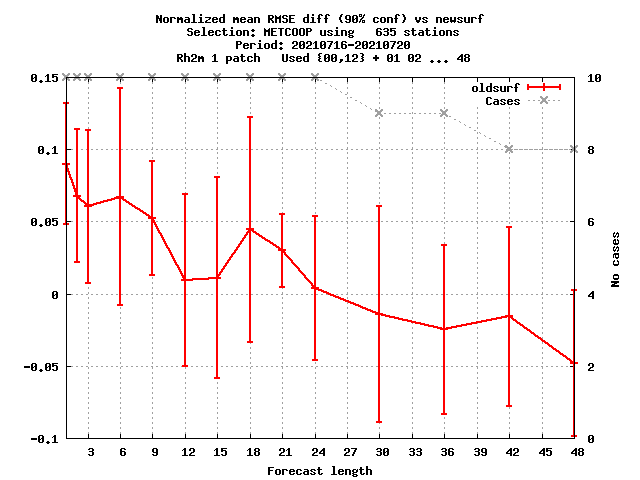 Normalized mean RMSE diff (90% conf) vs newsurf
Selection: METCOOP using   635 stations
Period: 20210716-20210720
Rh2m 1 patch   Used {00,12} + 01 02 ... 48
oldsurf
Cases
0.15
0.1
0.05
0
-0.05
-0.1
10
8
6
4
2
0
No cases
3 6 9 12 15 18 21 24 27 30 33 36 39 42 45 48
Forecast length